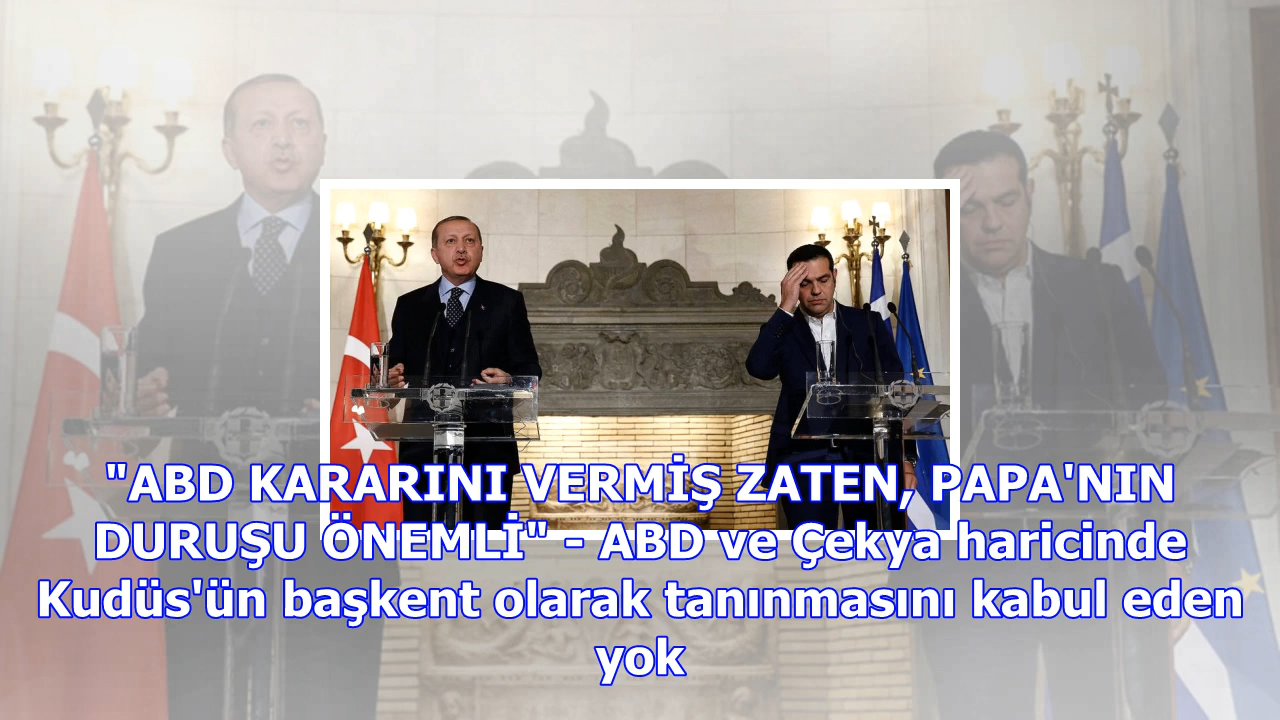 "ABD KARARINI VERMİŞ ZATEN, PAPA'NIN
DURUŞU ÖNEMLİ" - ABD ve Çekya haricinde
Kudüs'ün başkent olarak tanınmasını kabul eden
yok